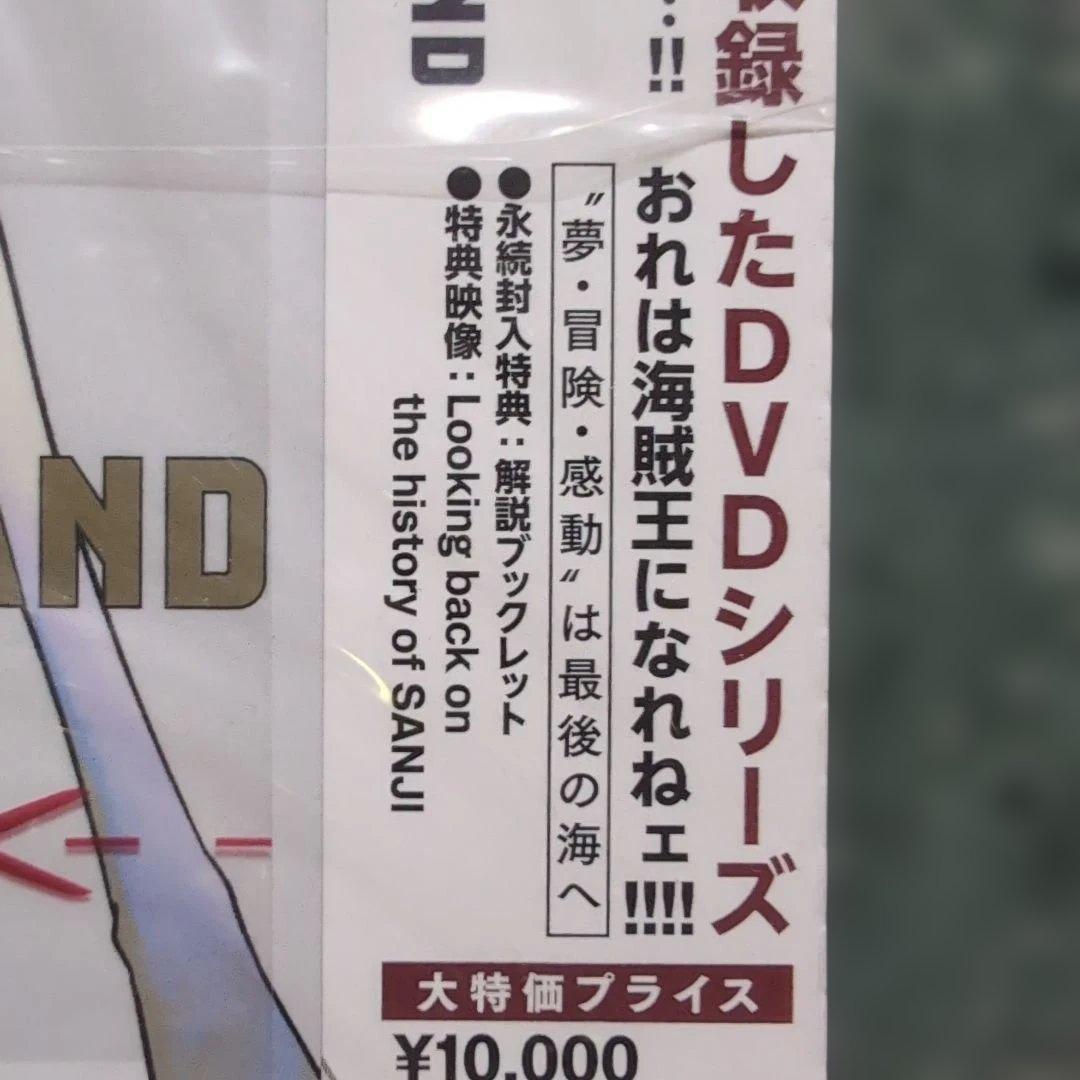 録したDVDシリーズ
‥!! おれは海賊王になれねェ!!!!
〝夢・冒険・感動〟は最後の海へ
●永続封入特典：解説ブックレット
●特典映像：Looking back on
the history of SANJI
ND
AND
大特価プライス
¥10,000